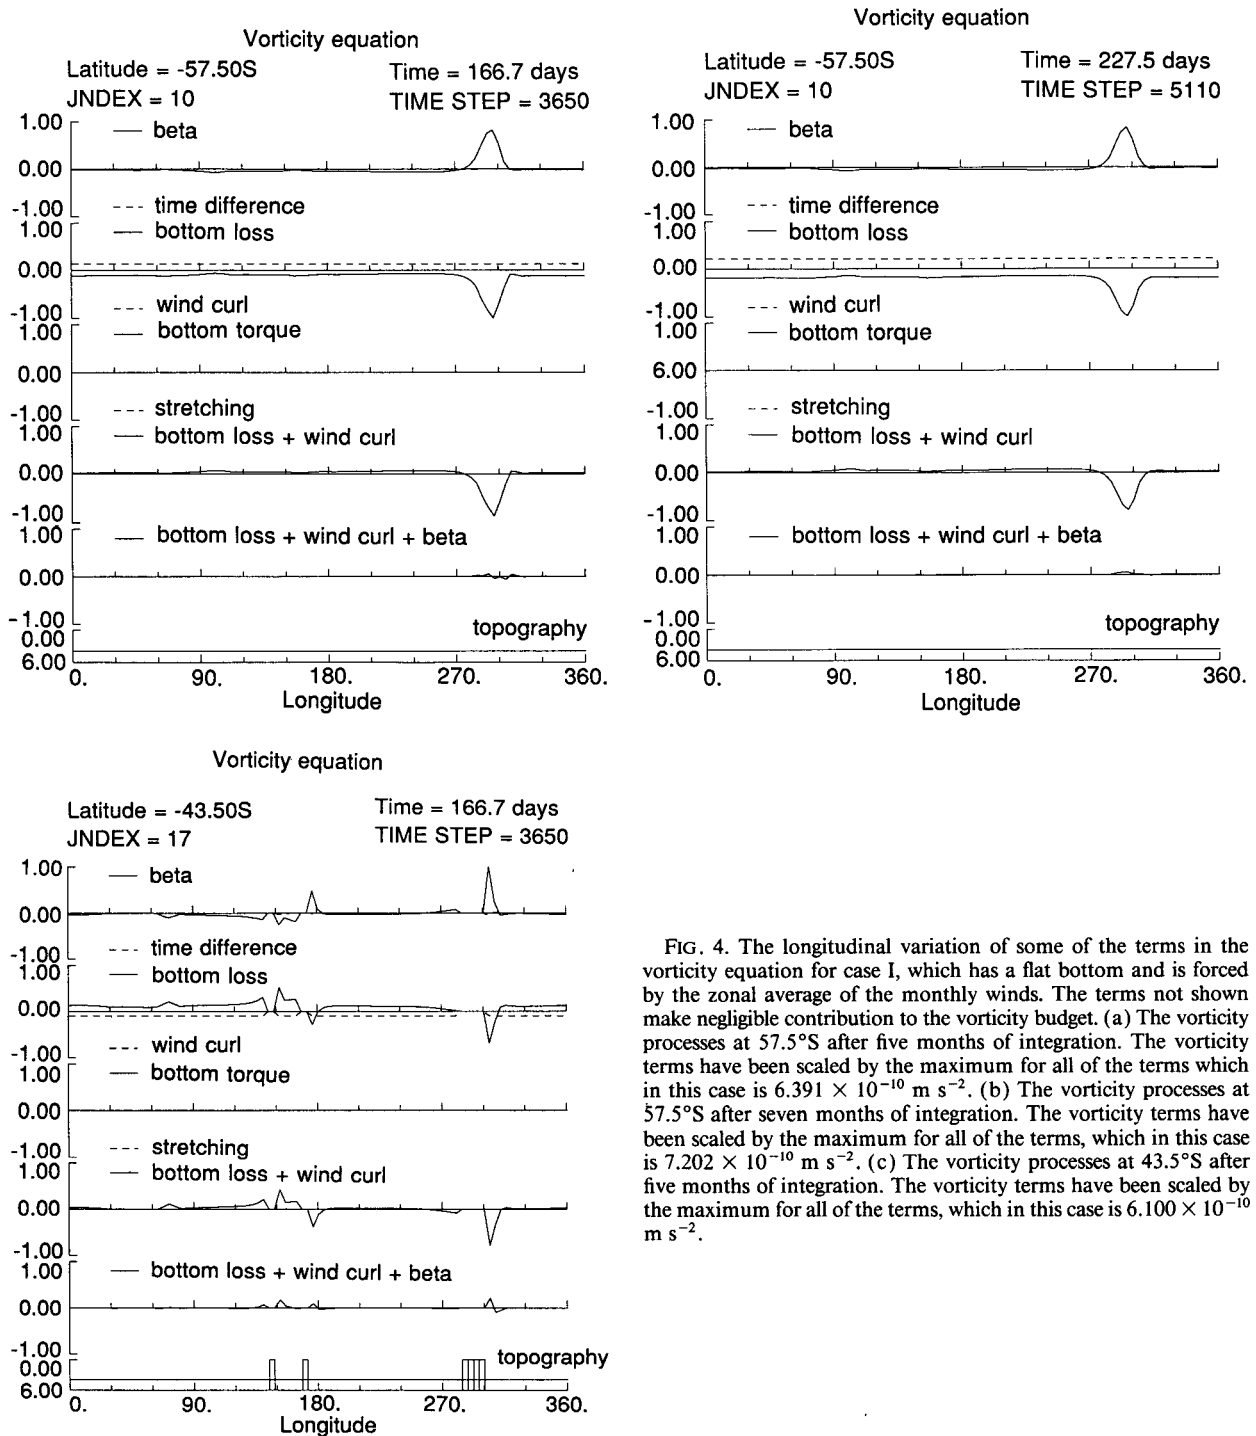 Vorticity equation
Latitude = -57.50S
Time = 166.7 days
JNDEX = 10
TIME STEP = 3650
1.00
— beta
0.00
-1.00
--- time difference
1.00
— bottom loss
0.00
-1.00
--- wind curl
1.00
— bottom torque
0.00
-1.00
--- stretching
1.00
— bottom loss + wind curl
0.00
-1.00
1.00
— bottom loss + wind curl + beta
0.00
-1.00
topography
0.00
6.00
0. 90. 180. 270. 360.
Longitude
Vorticity equation
Latitude = -57.50S
Time = 227.5 days
JNDEX = 10
TIME STEP = 5110
1.00
— beta
0.00
-1.00
--- time difference
1.00
— bottom loss
0.00
-1.00
--- wind curl
1.00
— bottom torque
6.00
-1.00
--- stretching
1.00
— bottom loss + wind curl
0.00
-1.00
1.00
— bottom loss + wind curl + beta
0.00
-1.00
topography
0.00
6.00
0. 90. 180. 270. 360.
Longitude
Vorticity equation
Latitude = -43.50S
Time = 166.7 days
JNDEX = 17
TIME STEP = 3650
1.00
— beta
0.00
-1.00
--- time difference
1.00
— bottom loss
0.00
-1.00
--- wind curl
1.00
— bottom torque
0.00
-1.00
--- stretching
1.00
— bottom loss + wind curl
0.00
-1.00
1.00
— bottom loss + wind curl + beta
0.00
-1.00
topography
0.00
6.00
0. 90. 180. 270. 360.
Longitude
FIG. 4. The longitudinal variation of some of the terms in the
vorticity equation for case I, which has a flat bottom and is forced
by the zonal average of the monthly winds. The terms not shown
make negligible contribution to the vorticity budget. (a) The vorticity
processes at 57.5°S after five months of integration. The vorticity
terms have been scaled by the maximum for all of the terms which
in this case is 6.391 × 10⁻¹⁰ m s⁻². (b) The vorticity processes at
57.5°S after seven months of integration. The vorticity terms have
been scaled by the maximum for all of the terms, which in this case
is 7.202 × 10⁻¹⁰ m s⁻². (c) The vorticity processes at 43.5°S after
five months of integration. The vorticity terms have been scaled by
the maximum for all of the terms, which in this case is 6.100 × 10⁻¹⁰
m s⁻².